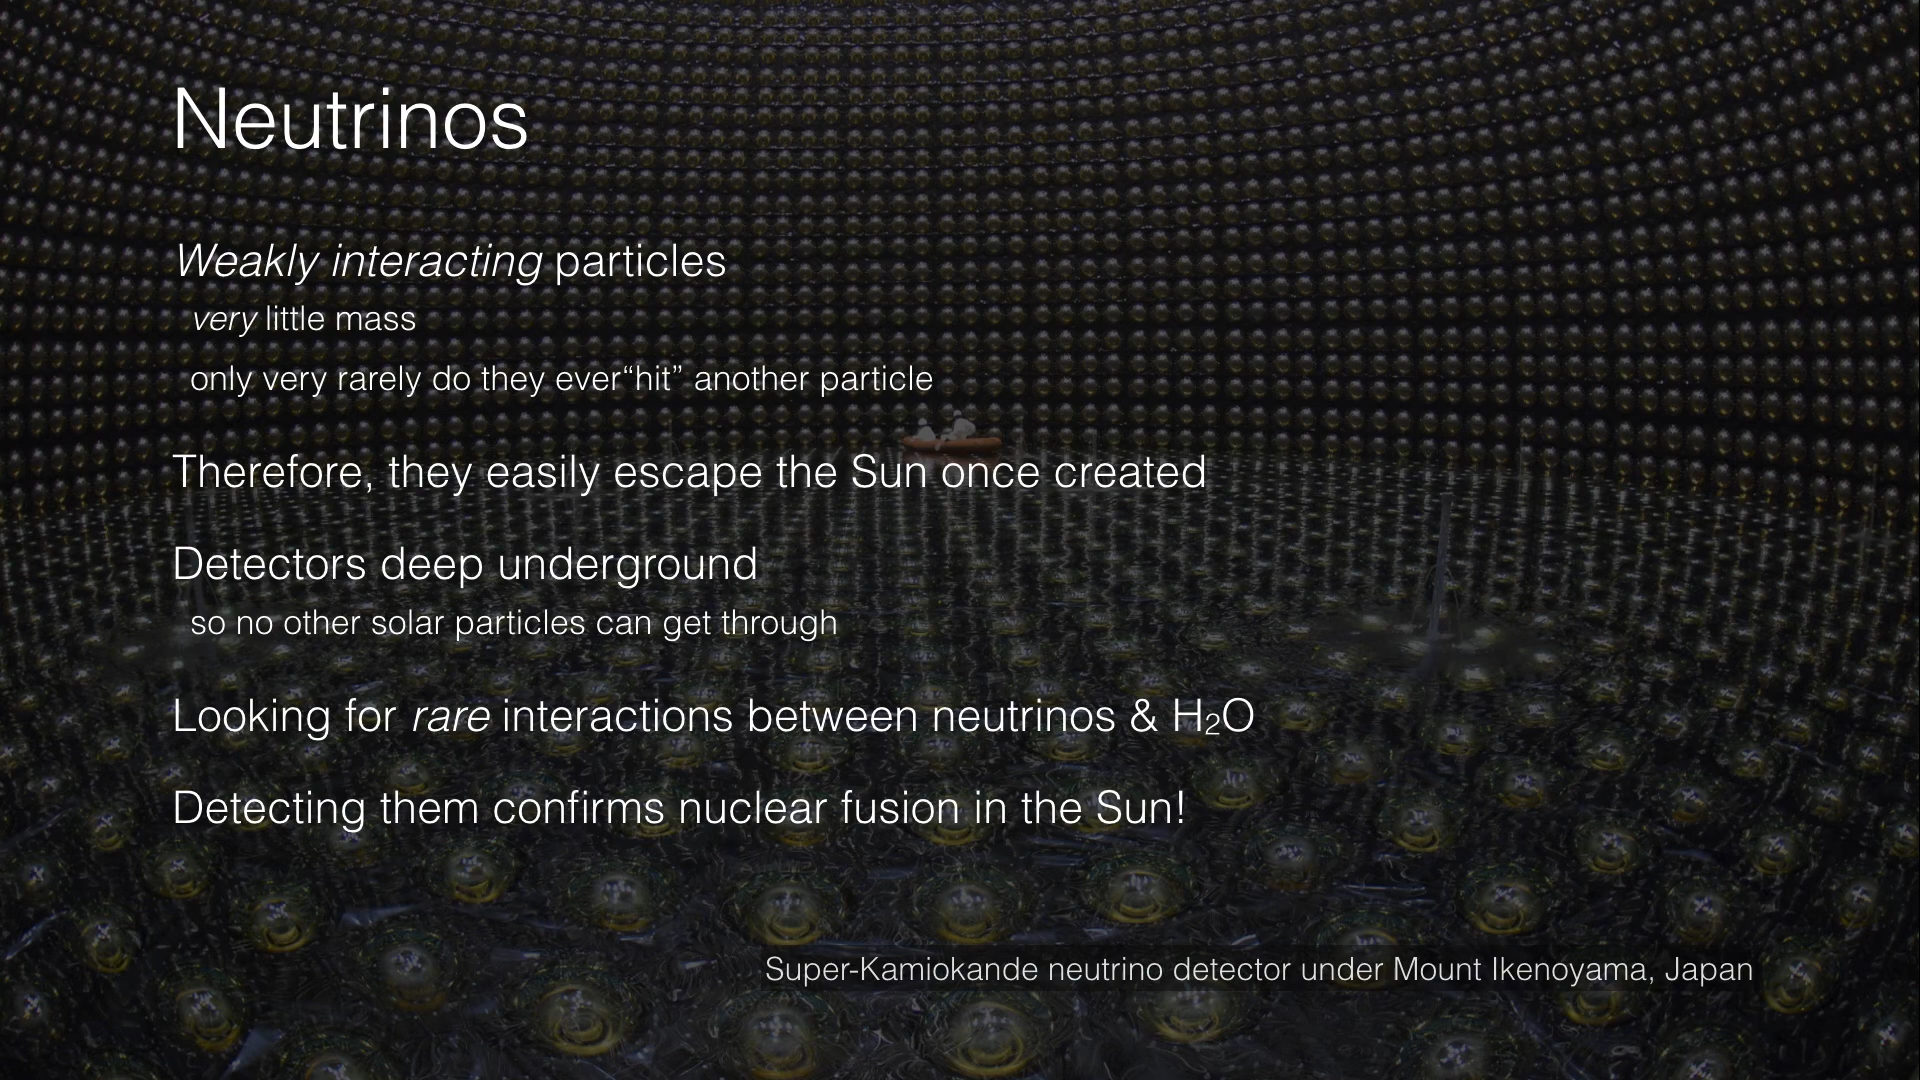 Neutrinos
Weakly interacting particles
very little mass
only very rarely do they ever“hit” another particle
Therefore, they easily escape the Sun once created
Detectors deep underground
so no other solar particles can get through
Looking for rare interactions between neutrinos & H₂O
Detecting them confirms nuclear fusion in the Sun!
Super-Kamiokande neutrino detector under Mount Ikenoyama, Japan